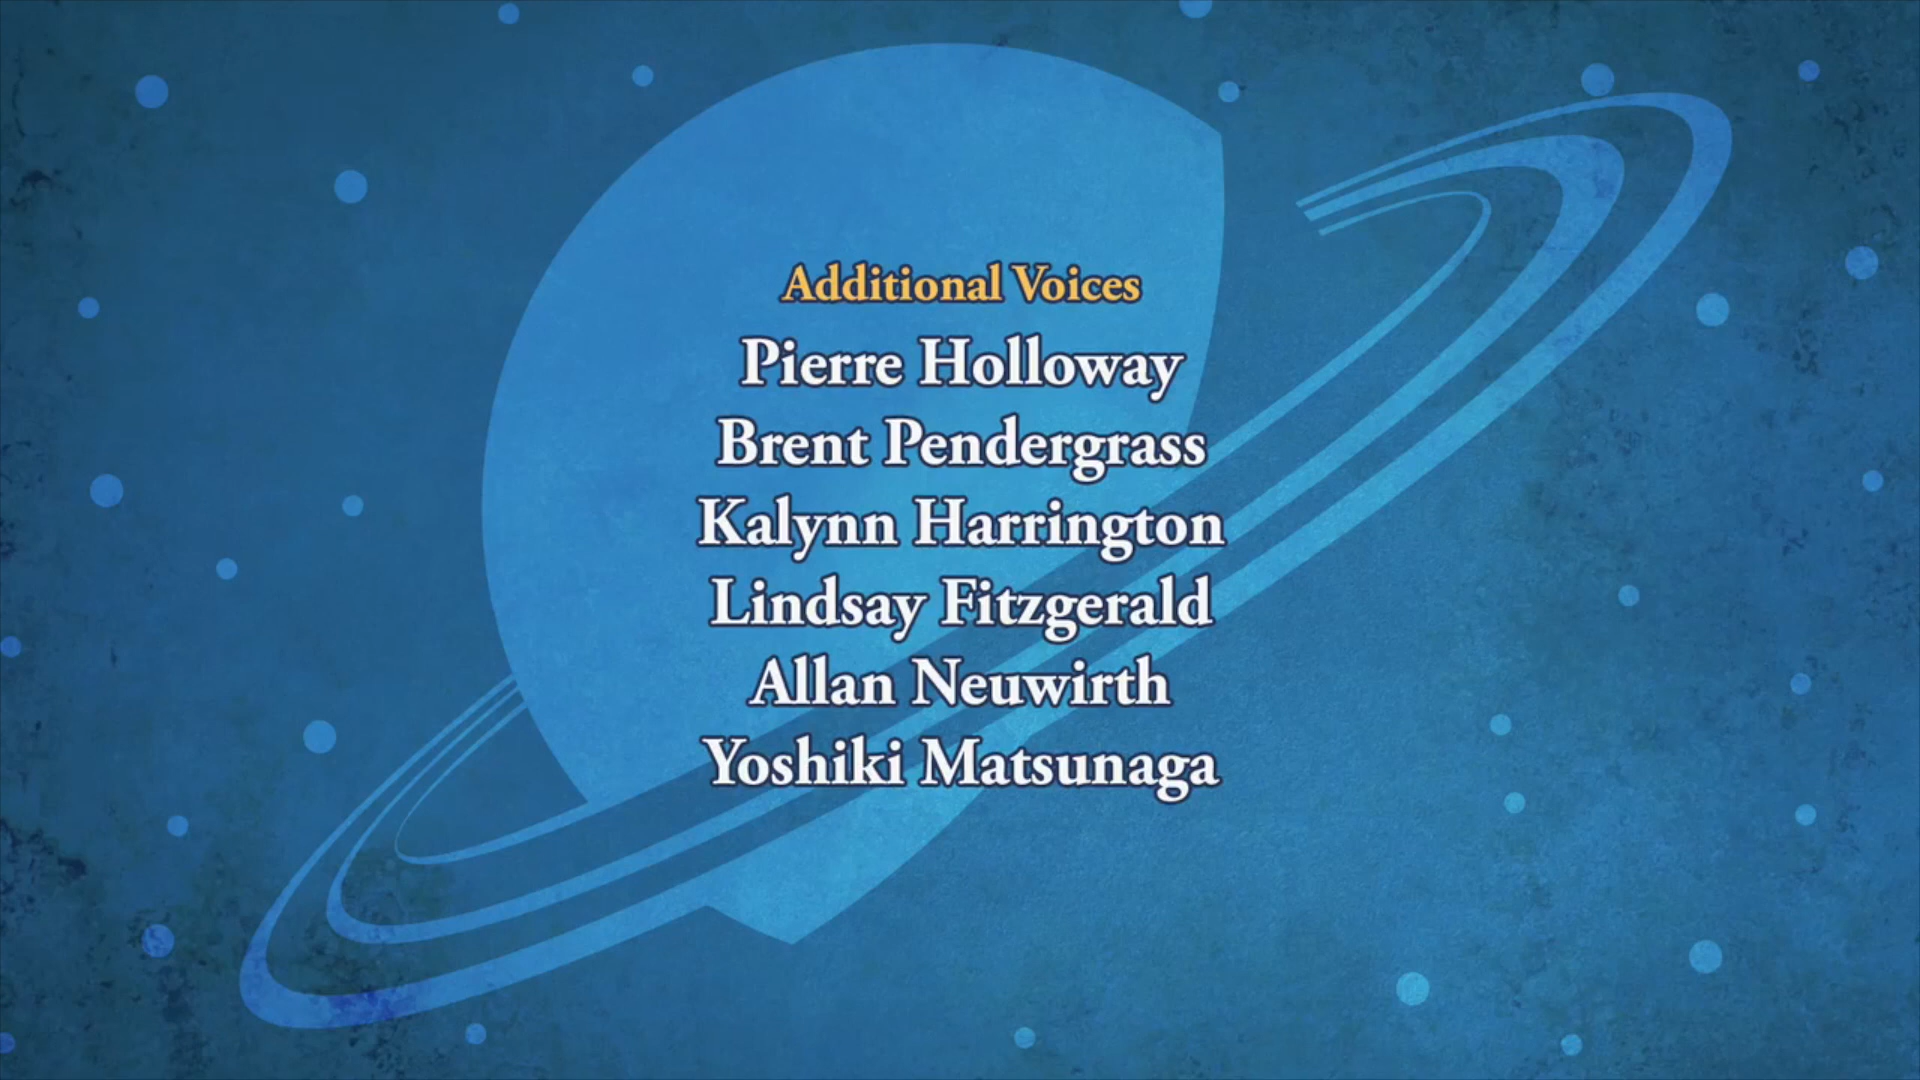 Additional Voices
Pierre Holloway
Brent Pendergrass
Kalynn Harrington
Lindsay Fitzgerald
Allan Neuwirth
Yoshiki Matsunaga